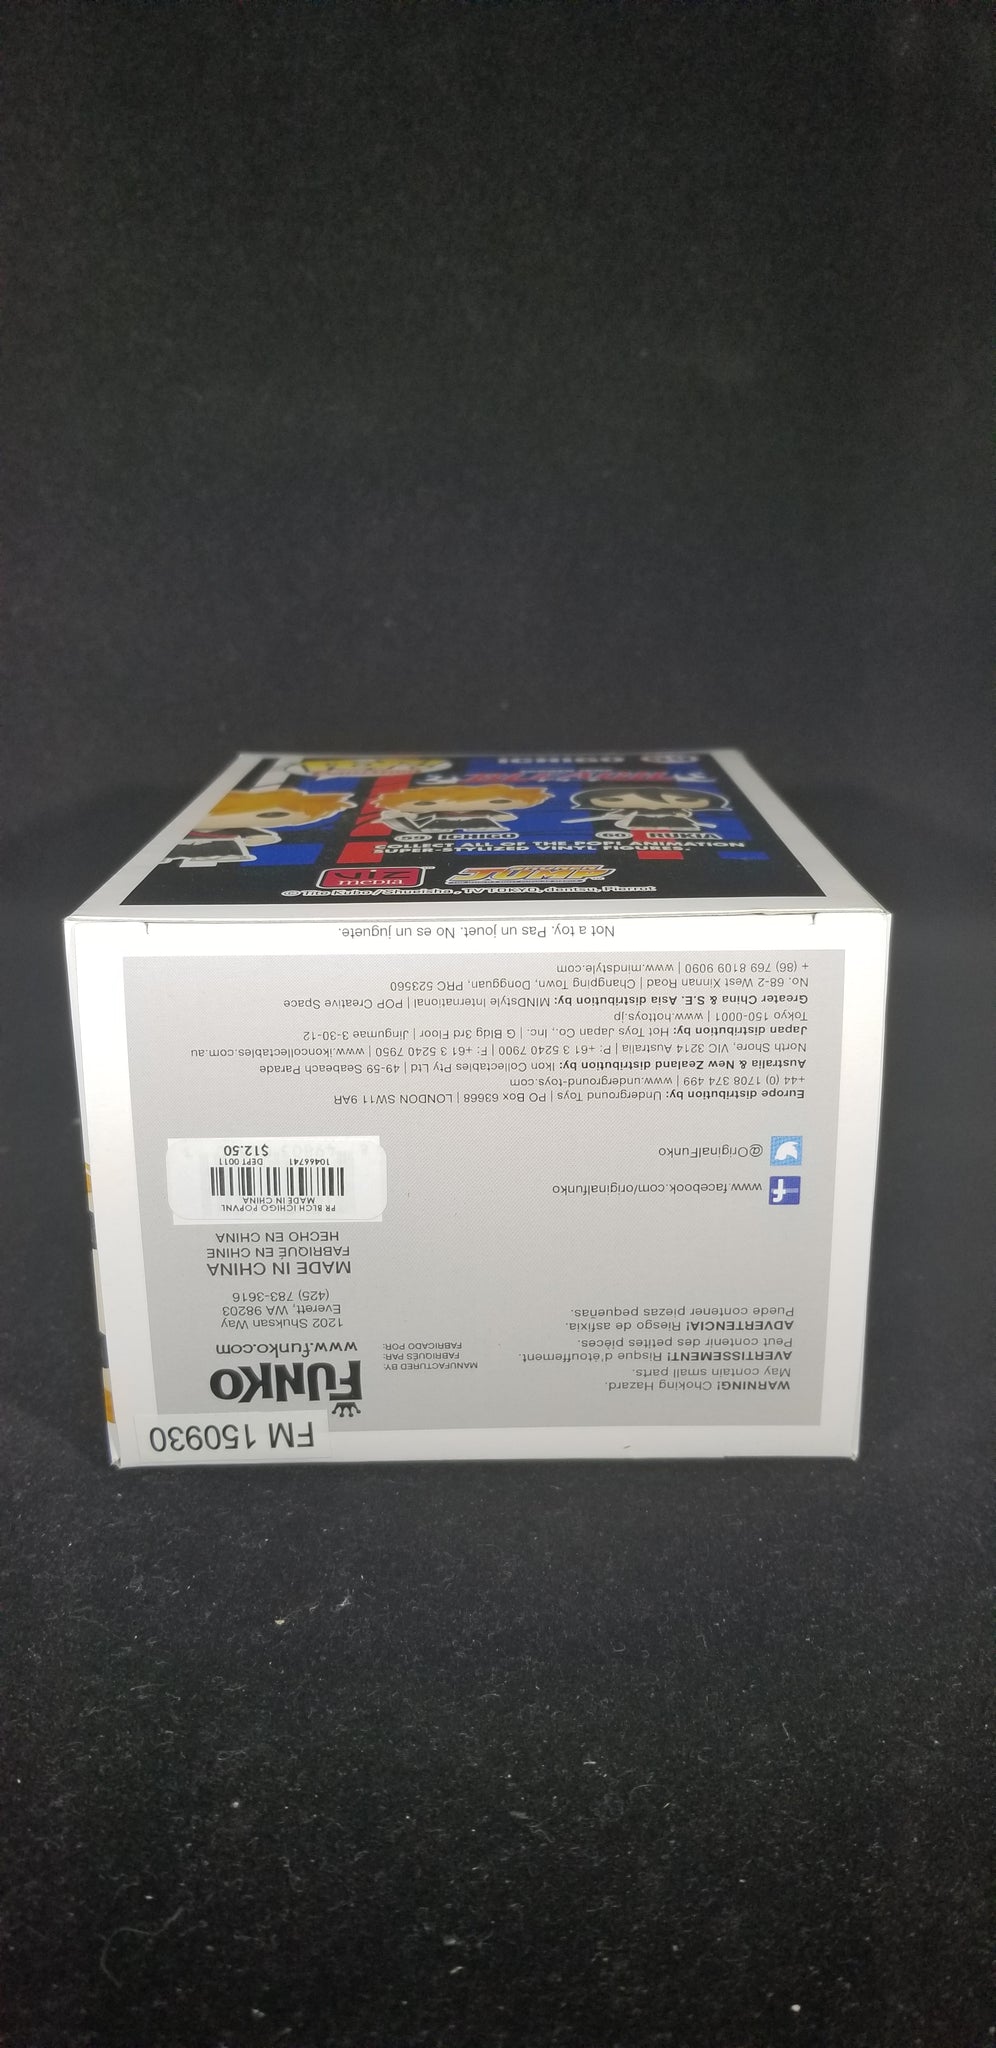 FM 150930
FUNKO
www.funko.com
1202 Shuksan Way
Everett, WA 98203
(425) 783-3616
MADE IN CHINA
FABRIQUÉ EN CHINE
HECHO EN CHINA
MANUFACTURED BY:
FABRIQUÉS PAR:
FABRICADO POR:
WARNING! Choking Hazard.
May contain small parts.
AVERTISSEMENT! Risque d'étouffement.
Peut contenir des petites pièces.
ADVERTENCIA! Riesgo de asfixia.
Puede contener piezas pequeñas.
PR BLCH ICHIGO POPVNL
MADE IN CHINA
10466741 DEPT 0011
$12.50
www.facebook.com/originalfunko
@OriginalFunko
Europe distribution by: Underground Toys | PO Box 63668 | LONDON SW11 9AR
+44 (0) 1708 374 499 | www.underground-toys.com
Australia & New Zealand distribution by: Ikon Collectables Pty Ltd | 49-59 Seabeach Parade
North Shore, VIC 3214 Australia | P: +61 3 5240 7900 | F: +61 3 5240 7950 | www.ikoncollectables.com.au
Japan distribution by: Hot Toys Japan Co., Inc. | G Bldg 3rd Floor | Jingumae 3-30-12
Tokyo 150-0001 | www.hottoys.jp
Greater China & S.E. Asia distribution by: MINDstyle International | POP Creative Space
No. 68-2 West Xinnan Road | Changping Town, Dongguan, PRC 523560
+ (86) 769 8109 9090 | www.mindstyle.com
Not a toy. Pas un jouet. No es un juguete.
ICHIGO
59 ICHIGO
60 RUKIA
COLLECT ALL OF THE POP! ANIMATION
SUPER-STYLIZED VINYL FIGURES.
VIZ
media
© Tite Kubo / Shueisha, TV TOKYO, dentsu, Pierrot